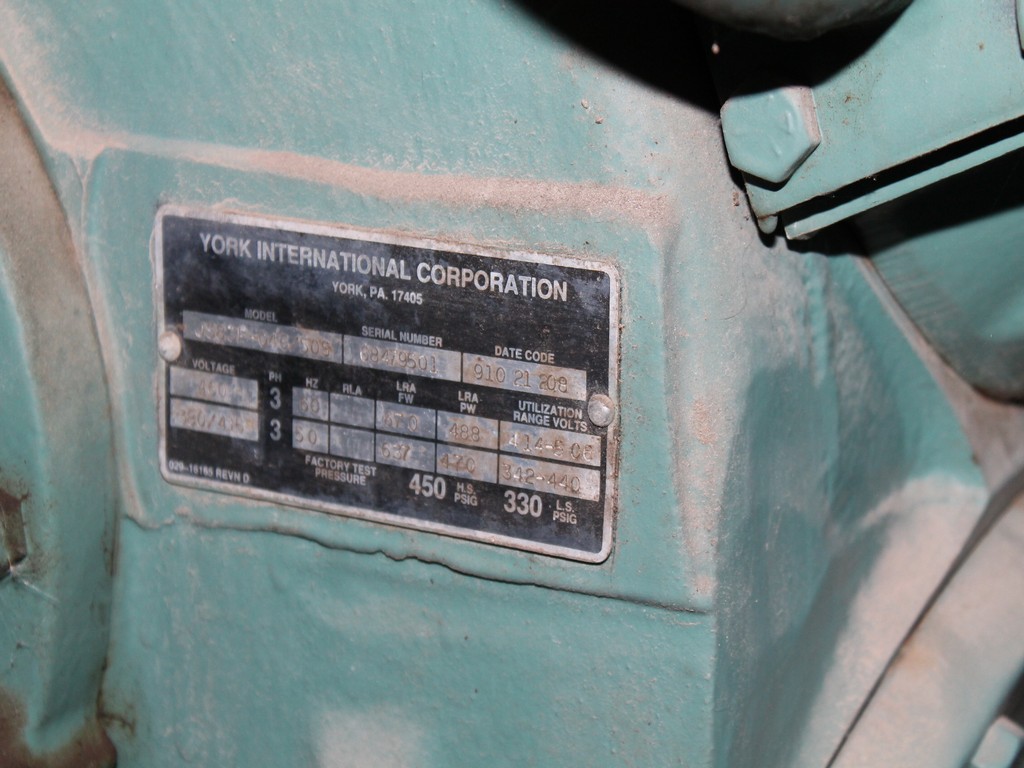 YORK INTERNATIONAL CORPORATION
YORK, PA. 17405
MODEL SERIAL NUMBER DATE CODE
910 21 208
VOLTAGE PH HZ RLA LRA FW LRA PW UTILIZATION RANGE VOLTS
3 488
3 50 342-440
029-16185 REVN D FACTORY TEST PRESSURE 450 H.S. PSIG 330 L.S. PSIG